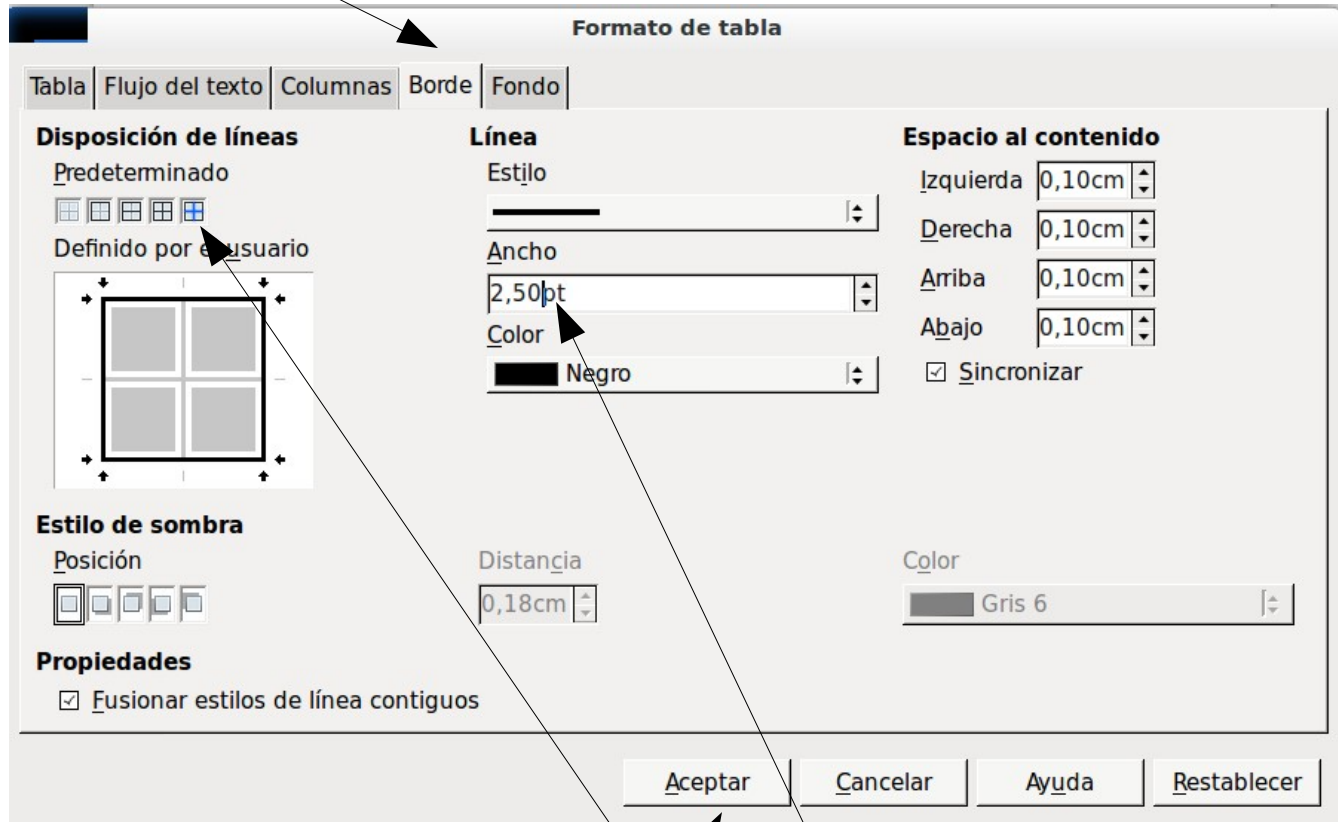 Formato de tabla
Tabla Flujo del texto Columnas Borde Fondo
Disposición de líneas
Predeterminado
Definido por el usuario
Línea
Estilo
Ancho
2,50pt
Color
Negro
Espacio al contenido
Izquierda 0,10cm
Derecha 0,10cm
Arriba 0,10cm
Abajo 0,10cm
Sincronizar
Estilo de sombra
Posición
Distancia
0,18cm
Color
Gris 6
Propiedades
Fusionar estilos de línea contiguos
Aceptar Cancelar Ayuda Restablecer